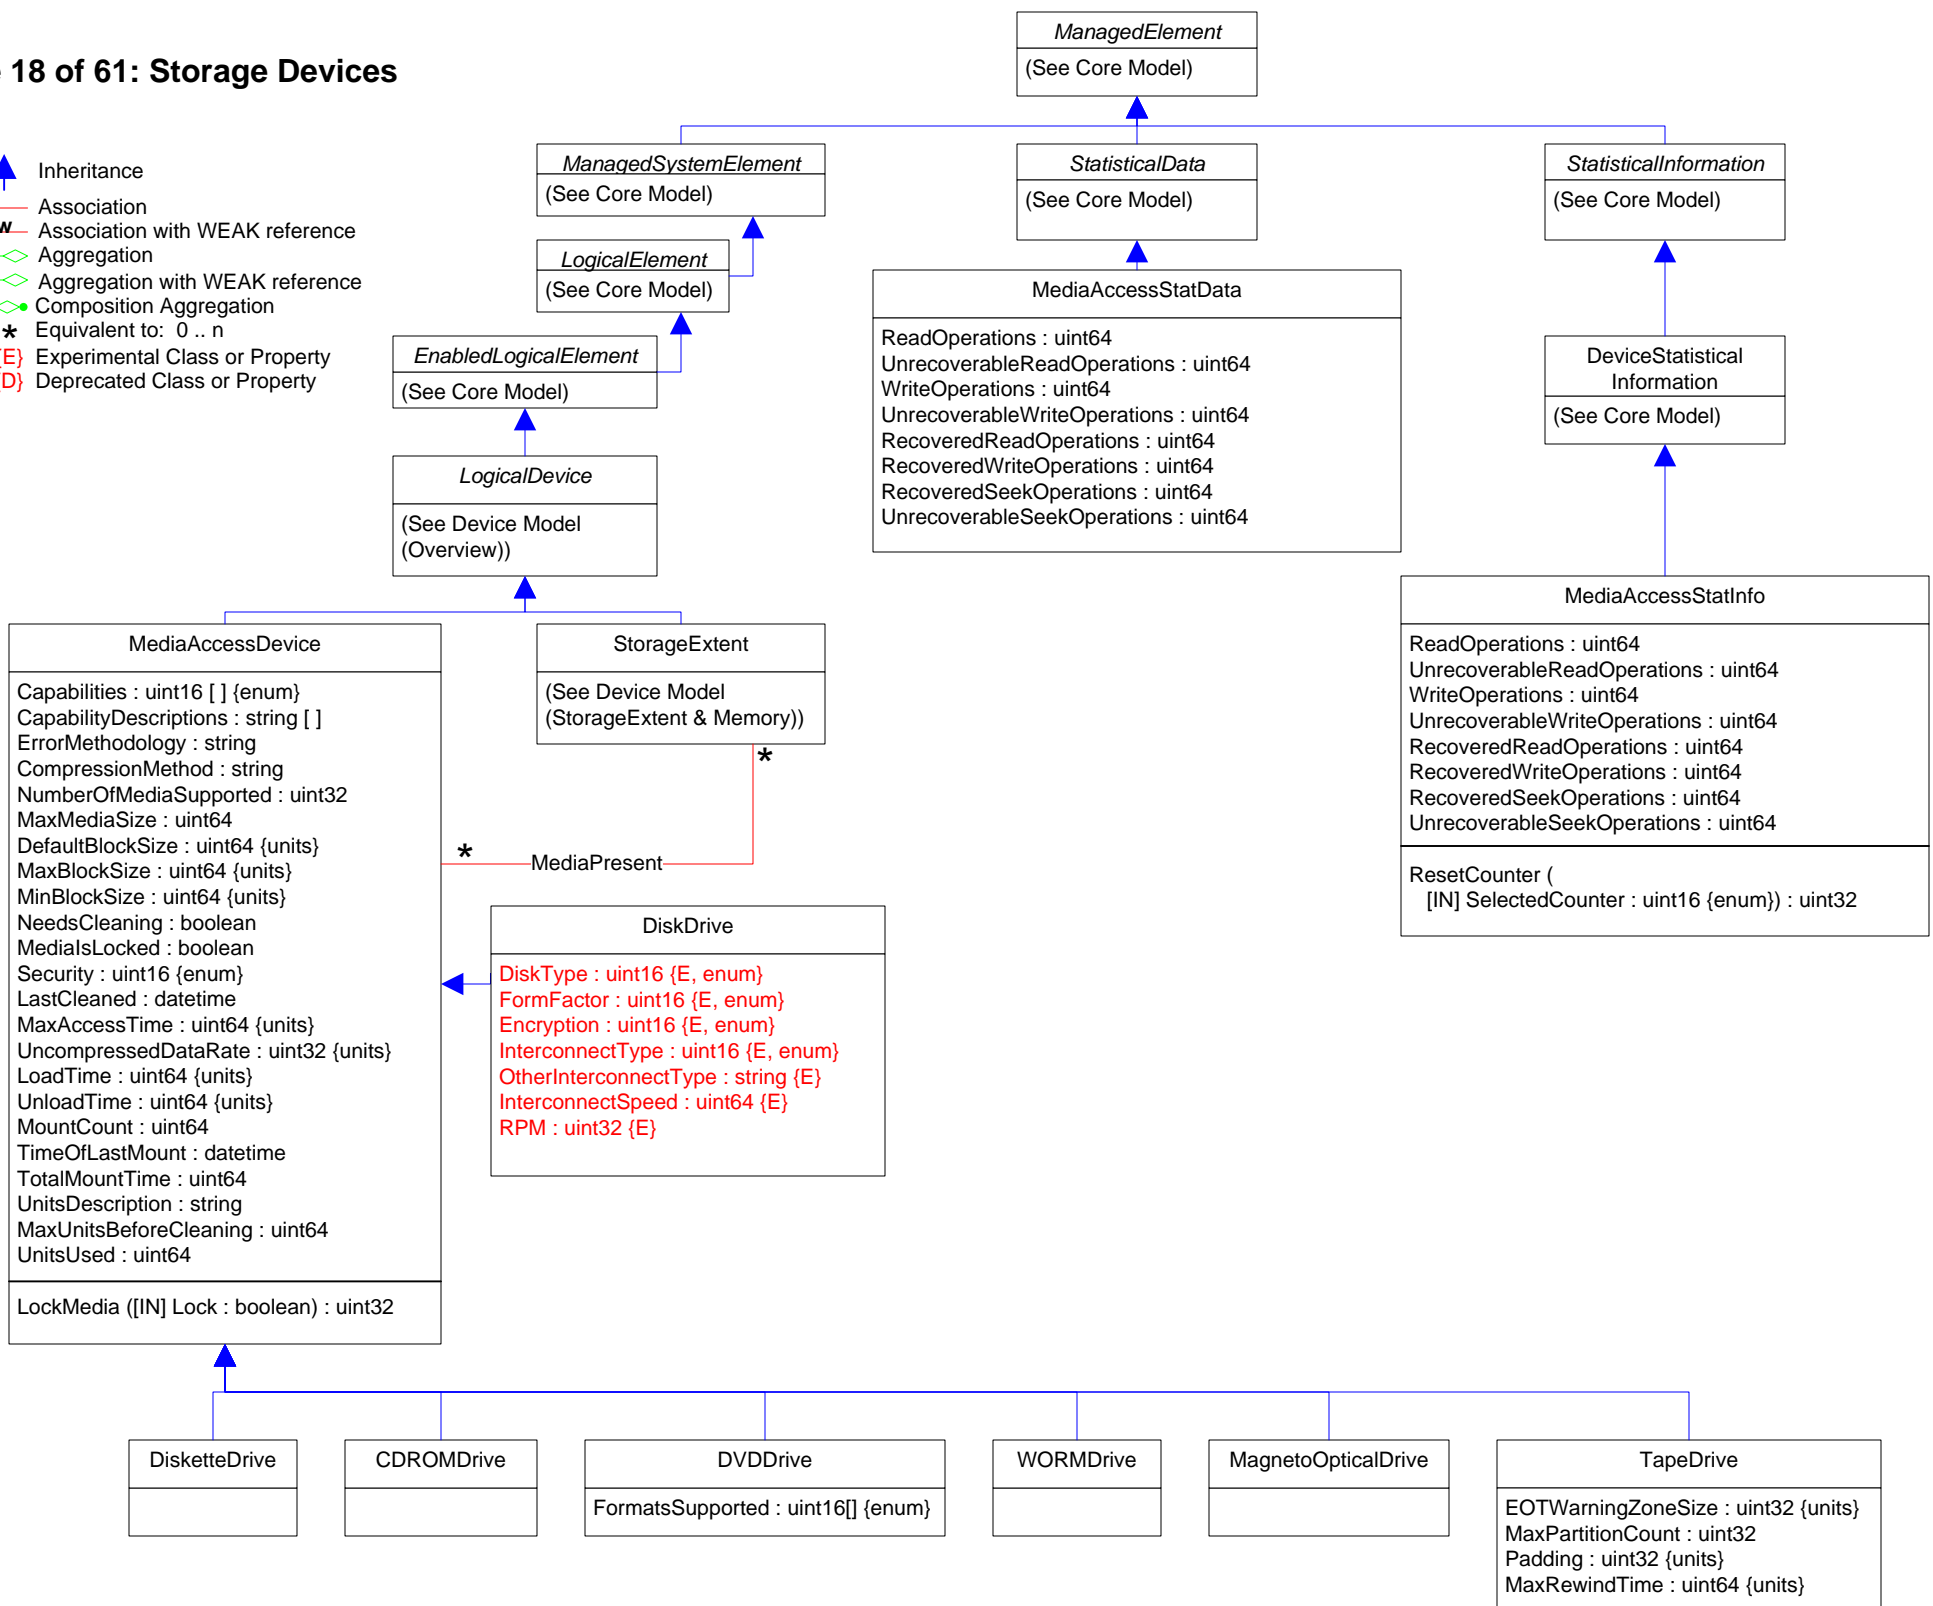 18 of 61: Storage Devices
Inheritance
Association
w Association with WEAK reference
Aggregation
Aggregation with WEAK reference
Composition Aggregation
* Equivalent to: 0 .. n
{E} Experimental Class or Property
{D} Deprecated Class or Property
ManagedElement
(See Core Model)
ManagedSystemElement
(See Core Model)
StatisticalData
(See Core Model)
StatisticalInformation
(See Core Model)
LogicalElement
(See Core Model)
EnabledLogicalElement
(See Core Model)
LogicalDevice
(See Device Model
(Overview))
MediaAccessStatData
ReadOperations : uint64
UnrecoverableReadOperations : uint64
WriteOperations : uint64
UnrecoverableWriteOperations : uint64
RecoveredReadOperations : uint64
RecoveredWriteOperations : uint64
RecoveredSeekOperations : uint64
UnrecoverableSeekOperations : uint64
DeviceStatistical
Information
(See Core Model)
MediaAccessStatInfo
ReadOperations : uint64
UnrecoverableReadOperations : uint64
WriteOperations : uint64
UnrecoverableWriteOperations : uint64
RecoveredReadOperations : uint64
RecoveredWriteOperations : uint64
RecoveredSeekOperations : uint64
UnrecoverableSeekOperations : uint64
ResetCounter (
[IN] SelectedCounter : uint16 {enum}) : uint32
MediaAccessDevice
Capabilities : uint16 [ ] {enum}
CapabilityDescriptions : string [ ]
ErrorMethodology : string
CompressionMethod : string
NumberOfMediaSupported : uint32
MaxMediaSize : uint64
DefaultBlockSize : uint64 {units}
MaxBlockSize : uint64 {units}
MinBlockSize : uint64 {units}
NeedsCleaning : boolean
MediaIsLocked : boolean
Security : uint16 {enum}
LastCleaned : datetime
MaxAccessTime : uint64 {units}
UncompressedDataRate : uint32 {units}
LoadTime : uint64 {units}
UnloadTime : uint64 {units}
MountCount : uint64
TimeOfLastMount : datetime
TotalMountTime : uint64
UnitsDescription : string
MaxUnitsBeforeCleaning : uint64
UnitsUsed : uint64
LockMedia ([IN] Lock : boolean) : uint32
StorageExtent
(See Device Model
(StorageExtent & Memory))
*
* MediaPresent
DiskDrive
DiskType : uint16 {E, enum}
FormFactor : uint16 {E, enum}
Encryption : uint16 {E, enum}
InterconnectType : uint16 {E, enum}
OtherInterconnectType : string {E}
InterconnectSpeed : uint64 {E}
RPM : uint32 {E}
DisketteDrive
CDROMDrive
DVDDrive
FormatsSupported : uint16[] {enum}
WORMDrive
MagnetoOpticalDrive
TapeDrive
EOTWarningZoneSize : uint32 {units}
MaxPartitionCount : uint32
Padding : uint32 {units}
MaxRewindTime : uint64 {units}